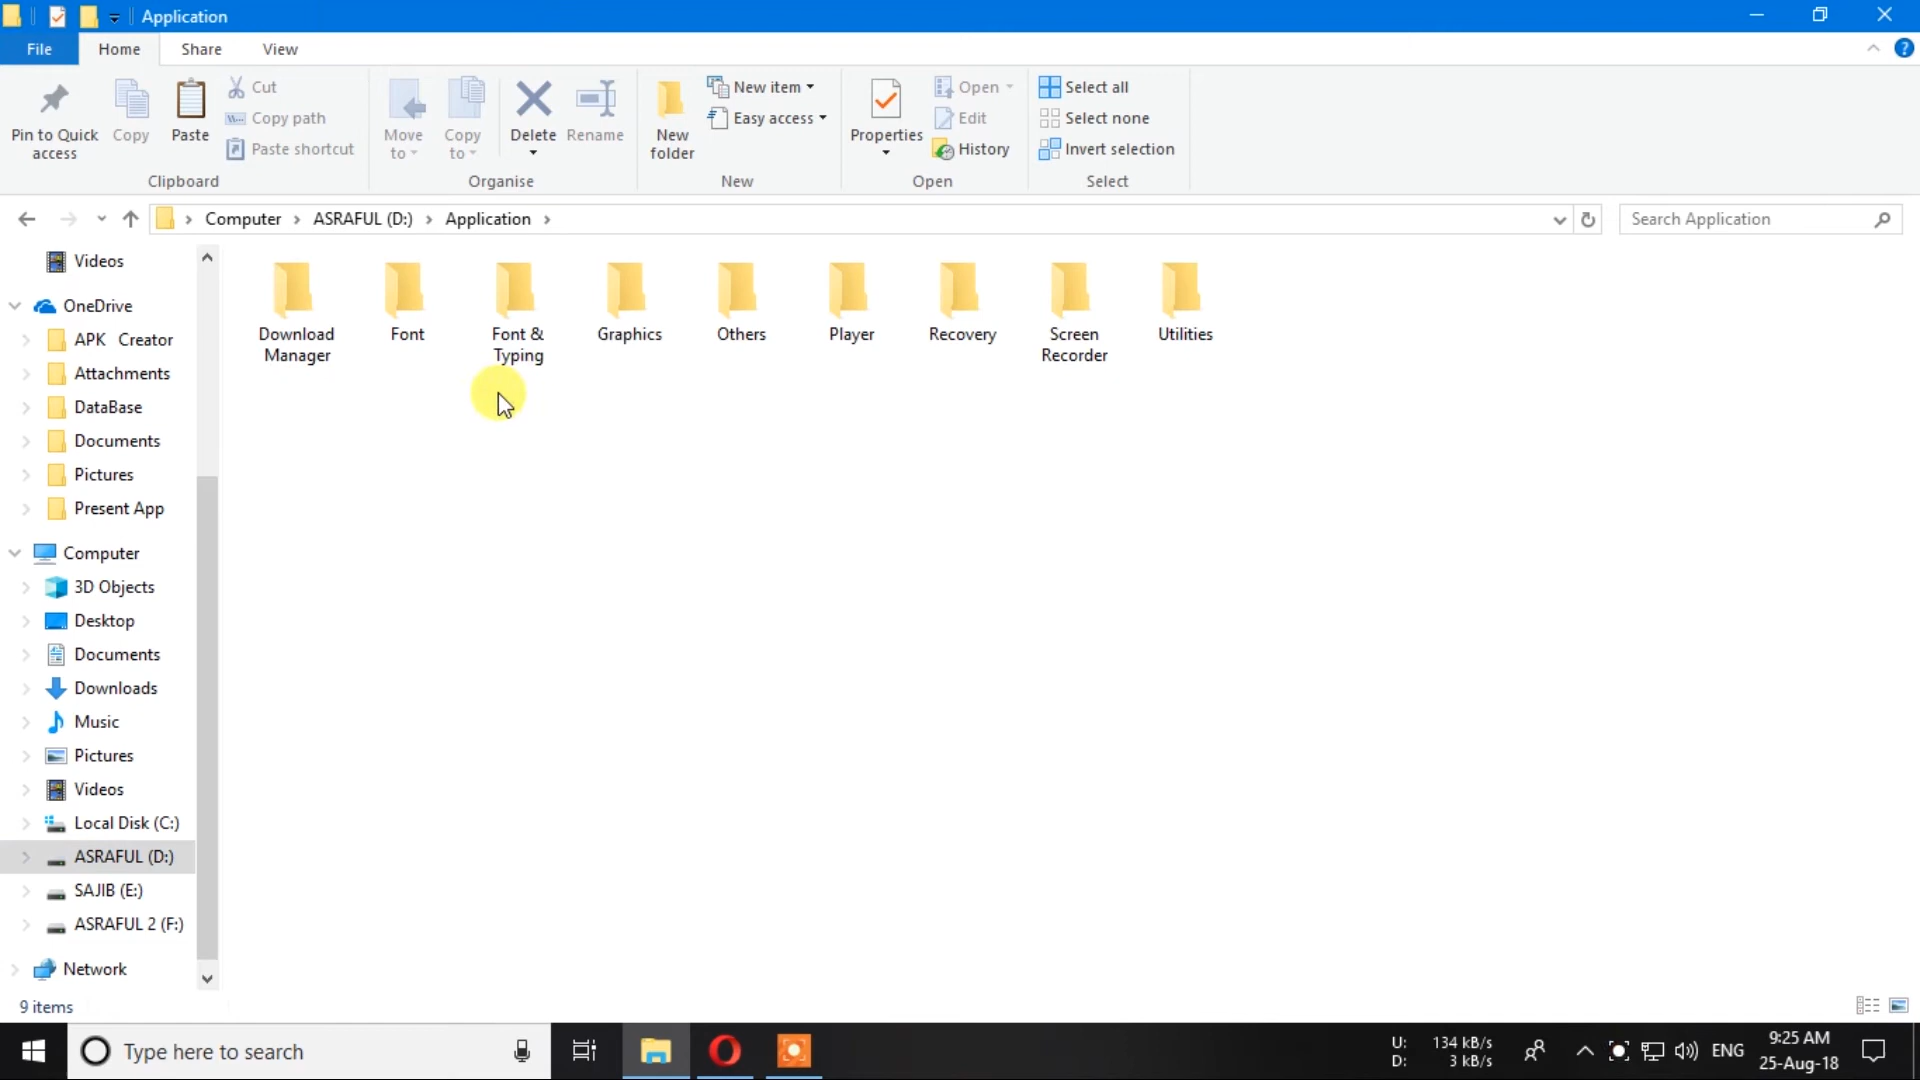 Application
File Home Share View
Pin to Quick access
Copy
Paste
Cut
Copy path
Paste shortcut
Clipboard
Move to
Copy to
Delete
Rename
Organise
New folder
New item
Easy access
New
Properties
Open
Edit
History
Open
Select all
Select none
Invert selection
Select
Computer ASRAFUL (D:) Application
Search Application
Videos
OneDrive
APK Creator
Attachments
DataBase
Documents
Pictures
Present App
Computer
3D Objects
Desktop
Documents
Downloads
Music
Pictures
Videos
Local Disk (C:)
ASRAFUL (D:)
SAJIB (E:)
ASRAFUL 2 (F:)
Network
Download Manager
Font
Font & Typing
Graphics
Others
Player
Recovery
Screen Recorder
Utilities
9 items
Type here to search
U: 134 kB/s
D: 3 kB/s
ENG
9:25 AM
25-Aug-18